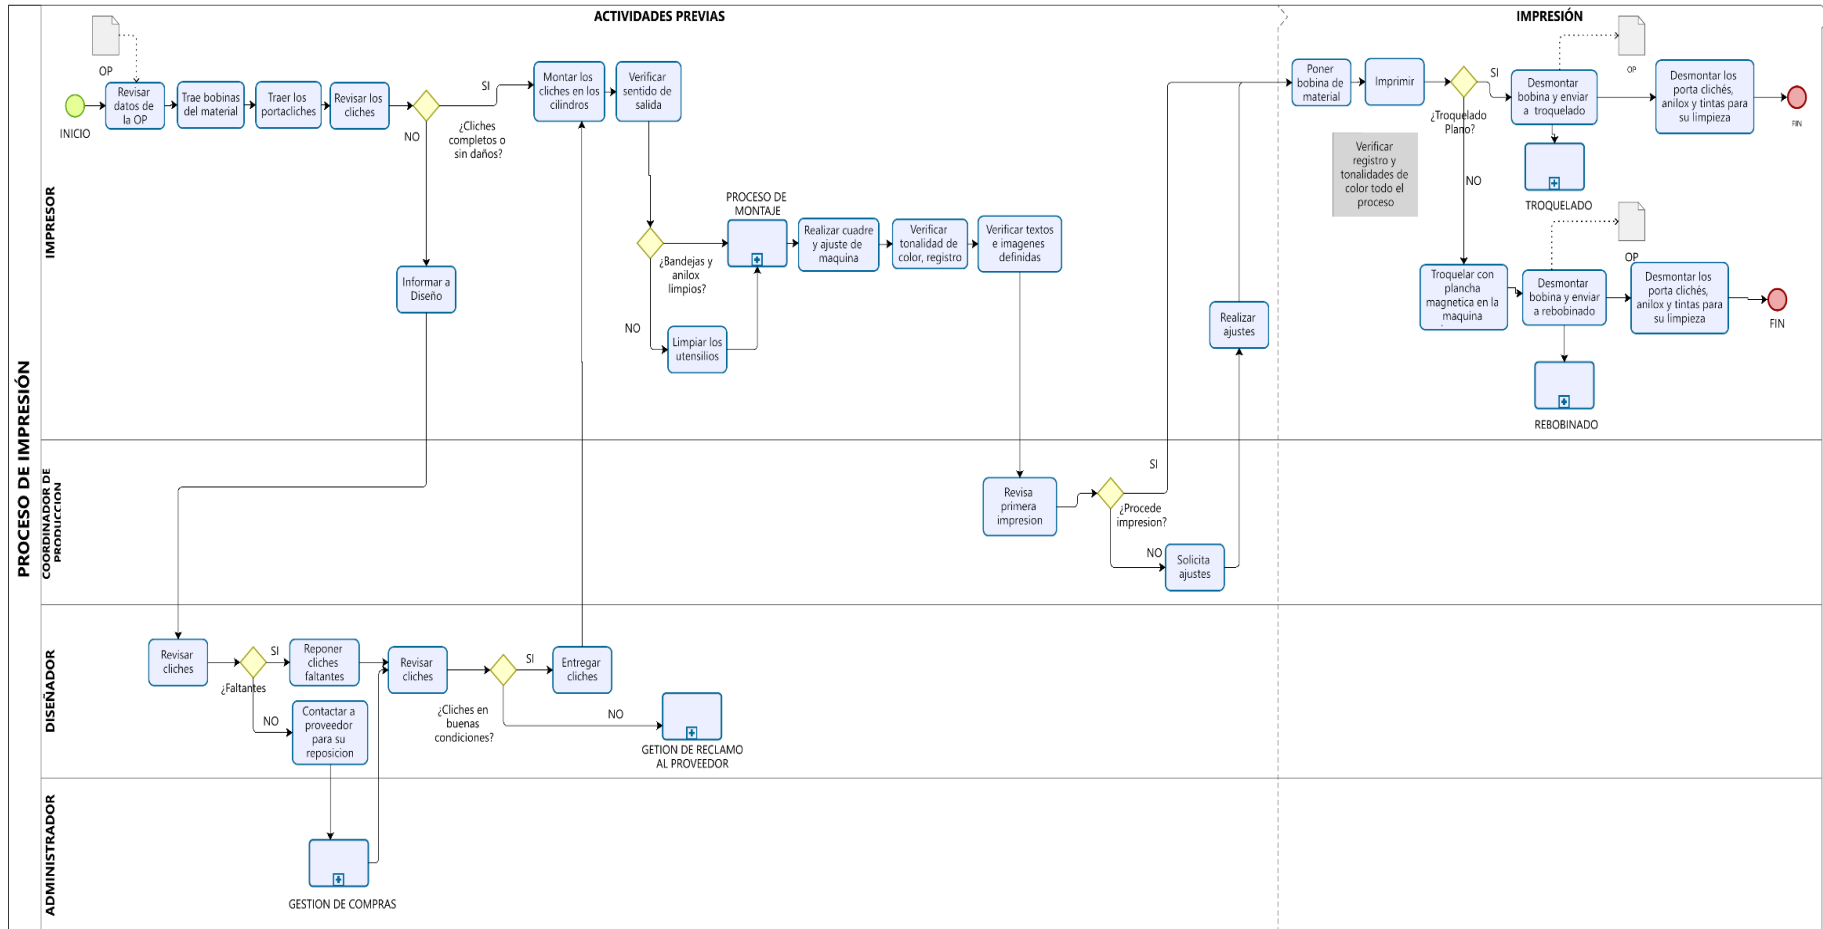 ACTIVIDADES PREVIAS
IMPRESIÓN
PROCESO DE IMPRESIÓN
IMPRESOR
OP
INICIO
Revisar
datos de
la OP
Trae bobinas
del material
Traer los
portacliches
Revisar los
cliches
SI
NO
¿Cliches
completos o
sin daños?
Montar los
cliches en los
cilindros
Verificar
sentido de
salida
Informar a
Diseño
¿Bandejas y
anilox
limpios?
NO
Limpiar los
utensilios
PROCESO DE
MONTAJE
Realizar cuadre
y ajuste de
maquina
Verificar
tonalidad de
color, registro
Verificar textos
e imagenes
definidas
Realizar
ajustes
Poner
bobina de
material
Imprimir
¿Troquelado
Plano?
SI
NO
Verificar
registro y
tonalidades de
color todo el
proceso
OP
Desmontar
bobina y enviar
a troquelado
TROQUELADO
Desmontar los
porta clichés,
anilox y tintas para
su limpieza
FIN
Troquelar con
plancha
magnetica en la
maquina
OP
Desmontar
bobina y enviar
a rebobinado
REBOBINADO
Desmontar los
porta clichés,
anilox y tintas para
su limpieza
FIN
COORDINADOR DE
PRODUCCION
Revisa
primera
impresion
SI
¿Procede
impresion?
NO
Solicita
ajustes
DISEÑADOR
Revisar
cliches
¿Faltantes
SI
NO
Reponer
cliches
faltantes
Contactar a
proveedor
para su
reposicion
Revisar
cliches
¿Cliches en
buenas
condiciones?
SI
NO
Entregar
cliches
GETION DE RECLAMO
AL PROVEEDOR
ADMINISTRADOR
GESTION DE COMPRAS